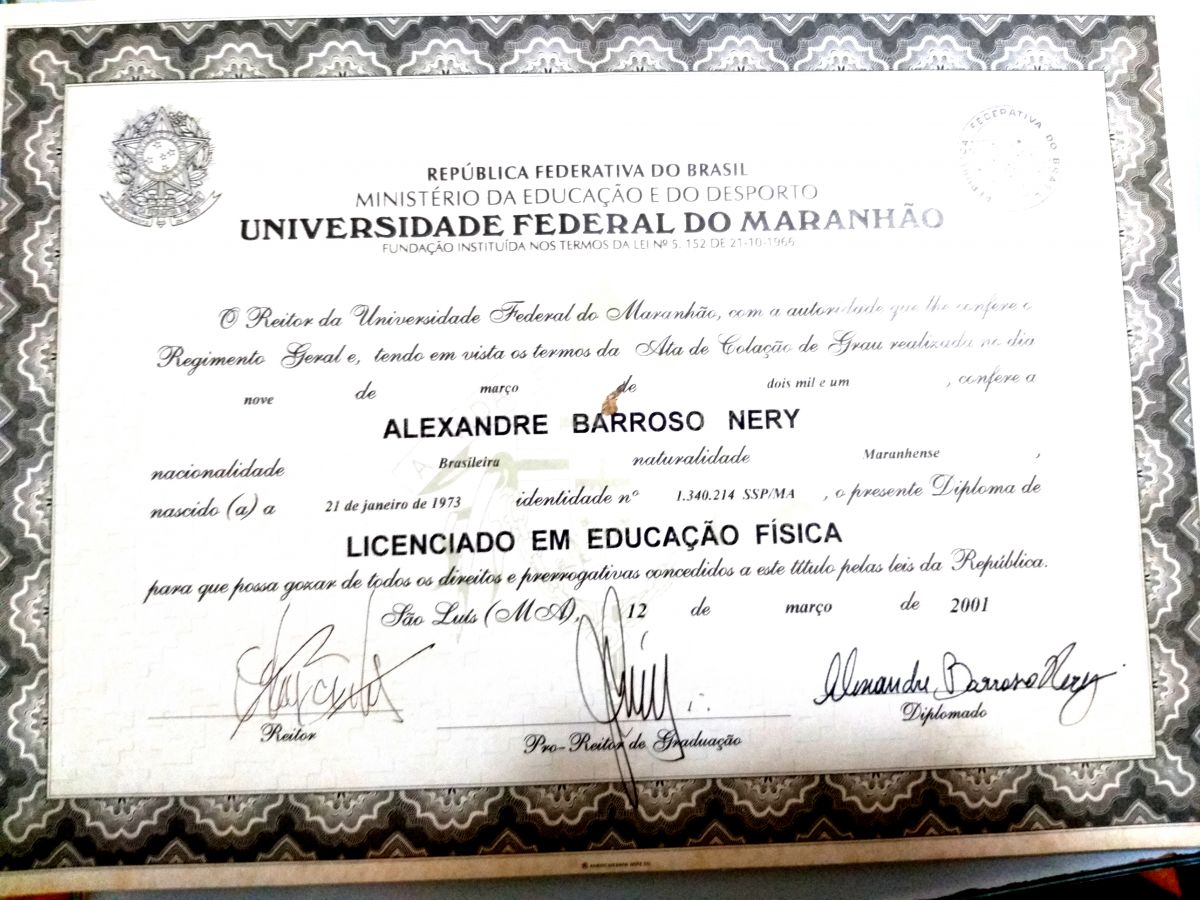 REPÚBLICA FEDERATIVA DO BRASIL
MINISTÉRIO DA EDUCAÇÃO E DO DESPORTO
UNIVERSIDADE FEDERAL DO MARANHÃO
FUNDAÇÃO INSTITUÍDA NOS TERMOS DA LEI Nº 5.152 DE 21-10-1966
FEDERATIVA DO
O Reitor da Universidade Federal do Maranhão, com a autoridade que lhe confere o
Regimento Geral e, tendo em vista os termos da Ata de Colação de Grau realizada no dia
nove de março de dois mil e um , confere a
ALEXANDRE BARROSO NERY
nacionalidade Brasileira naturalidade Maranhense ,
nascido (a) a 21 de janeiro de 1973 identidade nº 1.340.214 SSP/MA , o presente Diploma de
LICENCIADO EM EDUCAÇÃO FÍSICA
para que possa gozar de todos os direitos e prerrogativas concedidos a este título pelas leis da República.
São Luís (MA), 12 de março de 2001
Alexandre Barroso Nery
Reitor Pro-Reitor de Graduação Diplomado